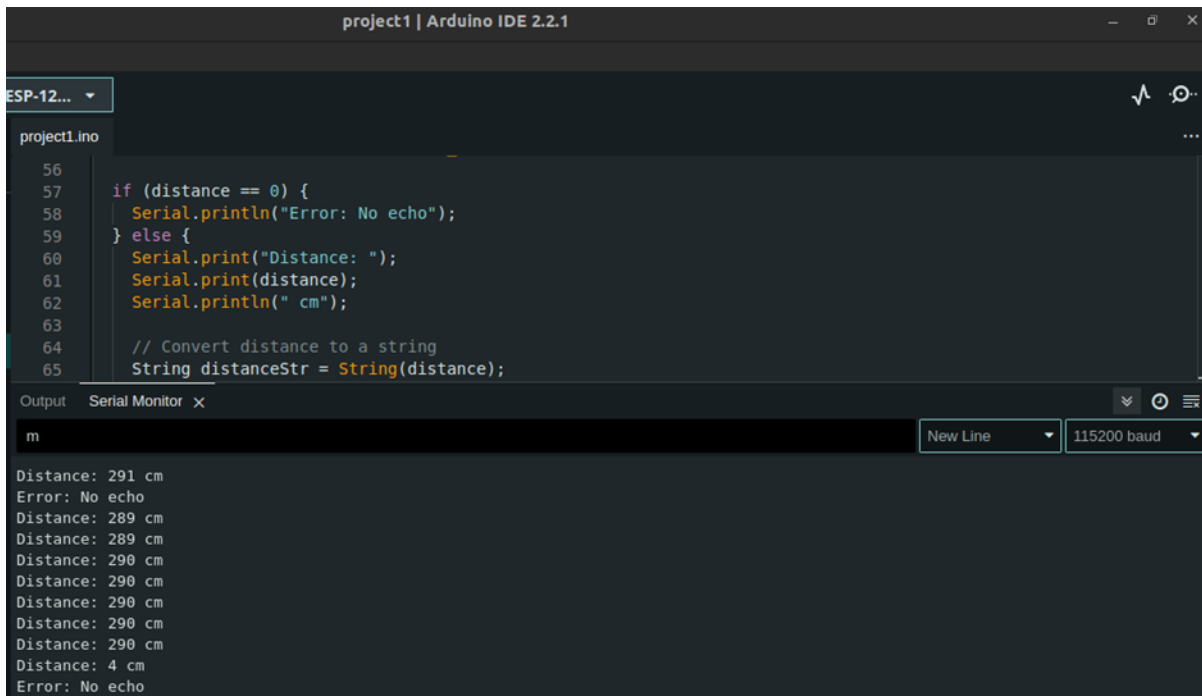 project1 | Arduino IDE 2.2.1
ESP-12...
project1.ino
...
56
57 if (distance == 0) {
58 Serial.println("Error: No echo");
59 } else {
60 Serial.print("Distance: ");
61 Serial.print(distance);
62 Serial.println(" cm");
63
64 // Convert distance to a string
65 String distanceStr = String(distance);
Output Serial Monitor
m New Line 115200 baud
Distance: 291 cm
Error: No echo
Distance: 289 cm
Distance: 289 cm
Distance: 290 cm
Distance: 290 cm
Distance: 290 cm
Distance: 290 cm
Distance: 290 cm
Distance: 4 cm
Error: No echo